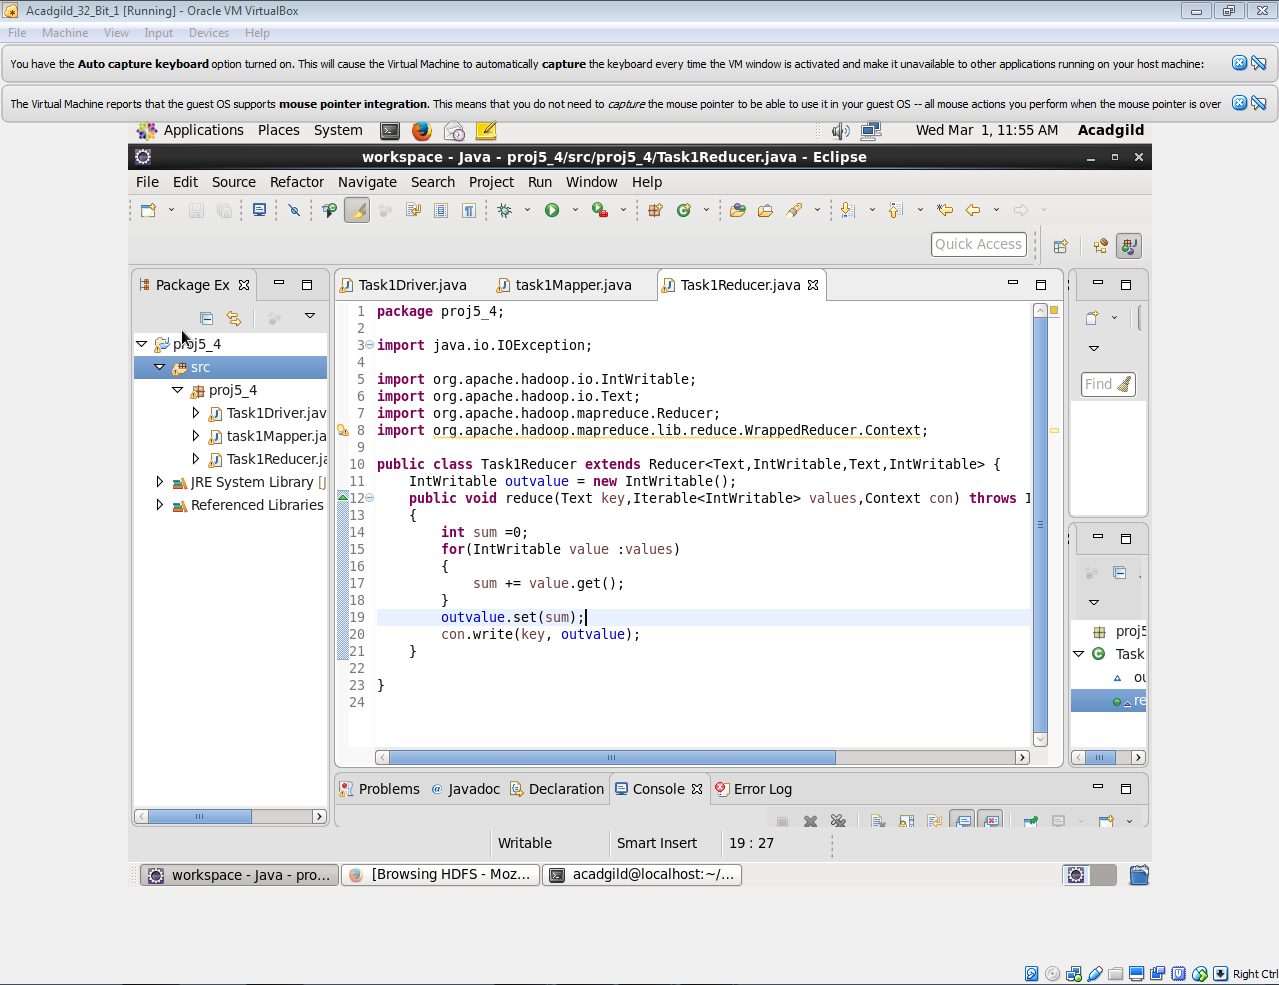 Acadgild_32_Bit_1 [Running] - Oracle VM VirtualBox
File Machine View Input Devices Help
You have the Auto capture keyboard option turned on. This will cause the Virtual Machine to automatically capture the keyboard every time the VM window is activated and make it unavailable to other applications running on your host machine:
The Virtual Machine reports that the guest OS supports mouse pointer integration. This means that you do not need to capture the mouse pointer to be able to use it in your guest OS -- all mouse actions you perform when the mouse pointer is over
Applications Places System Wed Mar 1, 11:55 AM Acadgild
workspace - Java - proj5_4/src/proj5_4/Task1Reducer.java - Eclipse
File Edit Source Refactor Navigate Search Project Run Window Help
Quick Access
Package Ex
proj5_4
src
proj5_4
Task1Driver.jav
task1Mapper.ja
Task1Reducer.ja
JRE System Library [J
Referenced Libraries
Task1Driver.java task1Mapper.java Task1Reducer.java
1 package proj5_4;
2
3 import java.io.IOException;
4
5 import org.apache.hadoop.io.IntWritable;
6 import org.apache.hadoop.io.Text;
7 import org.apache.hadoop.mapreduce.Reducer;
8 import org.apache.hadoop.mapreduce.lib.reduce.WrappedReducer.Context;
9
10 public class Task1Reducer extends Reducer<Text,IntWritable,Text,IntWritable> {
11 IntWritable outvalue = new IntWritable();
12 public void reduce(Text key,Iterable<IntWritable> values,Context con) throws I
13 {
14 int sum =0;
15 for(IntWritable value :values)
16 {
17 sum += value.get();
18 }
19 outvalue.set(sum);
20 con.write(key, outvalue);
21 }
22
23 }
24
Find
proj5
Task
ou
re
Problems @ Javadoc Declaration Console Error Log
Writable Smart Insert 19 : 27
workspace - Java - pro... [Browsing HDFS - Moz... acadgild@localhost:~/...
Right Ctrl